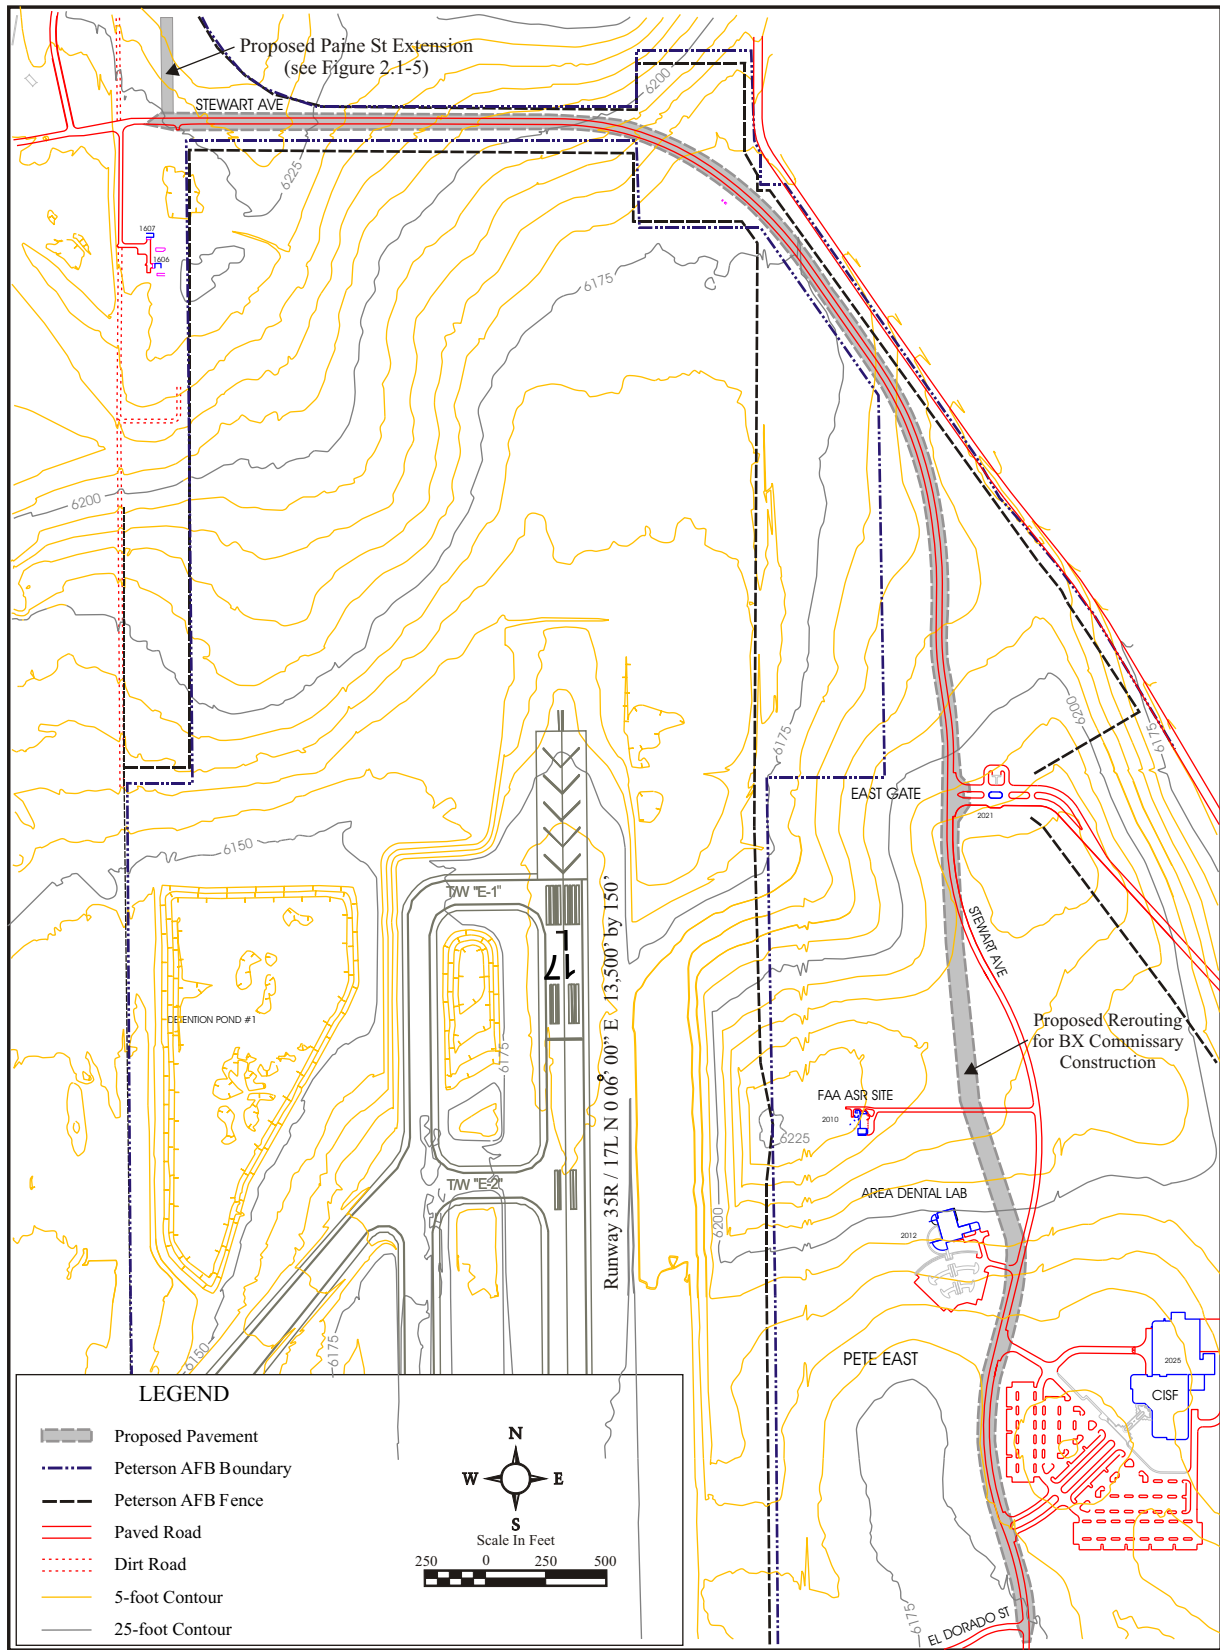 Proposed Paine St Extension
(see Figure 2.1-5)
STEWART AVE
6200
6225
1607
1606
6175
6200
6200
6175
6175
EAST GATE
2021
6150
T/W "E-1"
STEWART AVE
17
L
DETENTION POND #1
6175
Runway 35R / 17L N 0 06' 00" E 13,500' by 150'
Proposed Rerouting
for BX Commissary
Construction
FAA ASR SITE
2010
6225
T/W "E-2"
AREA DENTAL LAB
2012
6200
6150
6175
PETE EAST
2025
CISF
6175
EL DORADO ST
LEGEND
Proposed Pavement
Peterson AFB Boundary
Peterson AFB Fence
Paved Road
Dirt Road
5-foot Contour
25-foot Contour
N
W
E
S
Scale In Feet
250 0 250 500